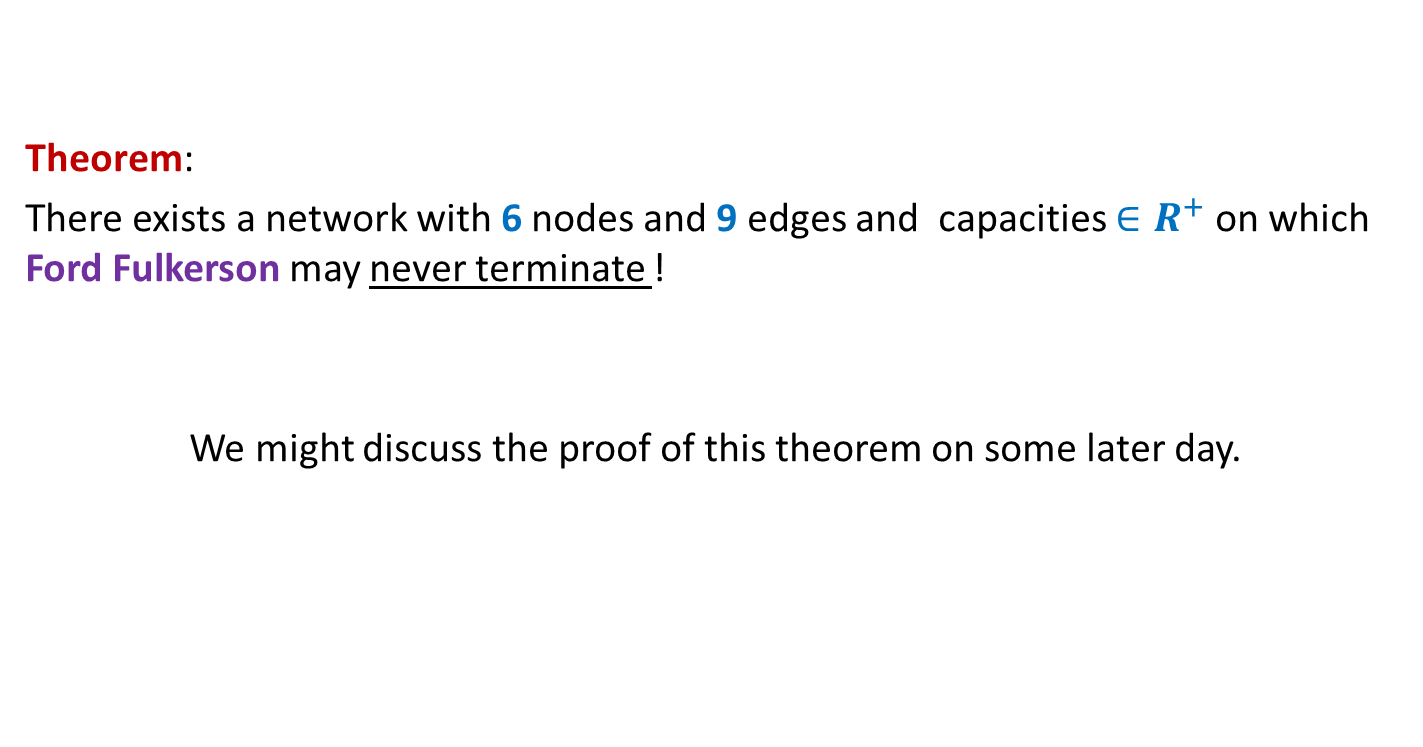 Theorem:
There exists a network with 6 nodes and 9 edges and capacities ∈ R⁺ on which
Ford Fulkerson may never terminate !
We might discuss the proof of this theorem on some later day.